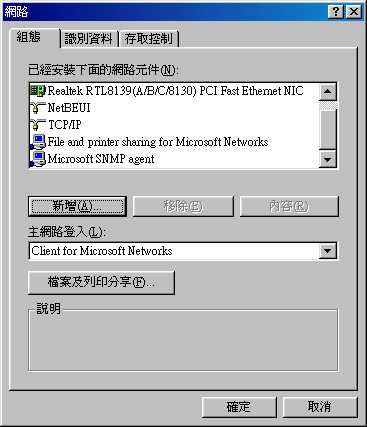 網路
組態 識別資料 存取控制
已經安裝下面的網路元件(N):
Realtek RTL8139(A/B/C/8130) PCI Fast Ethernet NIC
NetBEUI
TCP/IP
File and printer sharing for Microsoft Networks
Microsoft SNMP agent
新增(A)... 移除(E) 內容(R)
主網路登入(L):
Client for Microsoft Networks
檔案及列印分享(F)...
說明
確定 取消